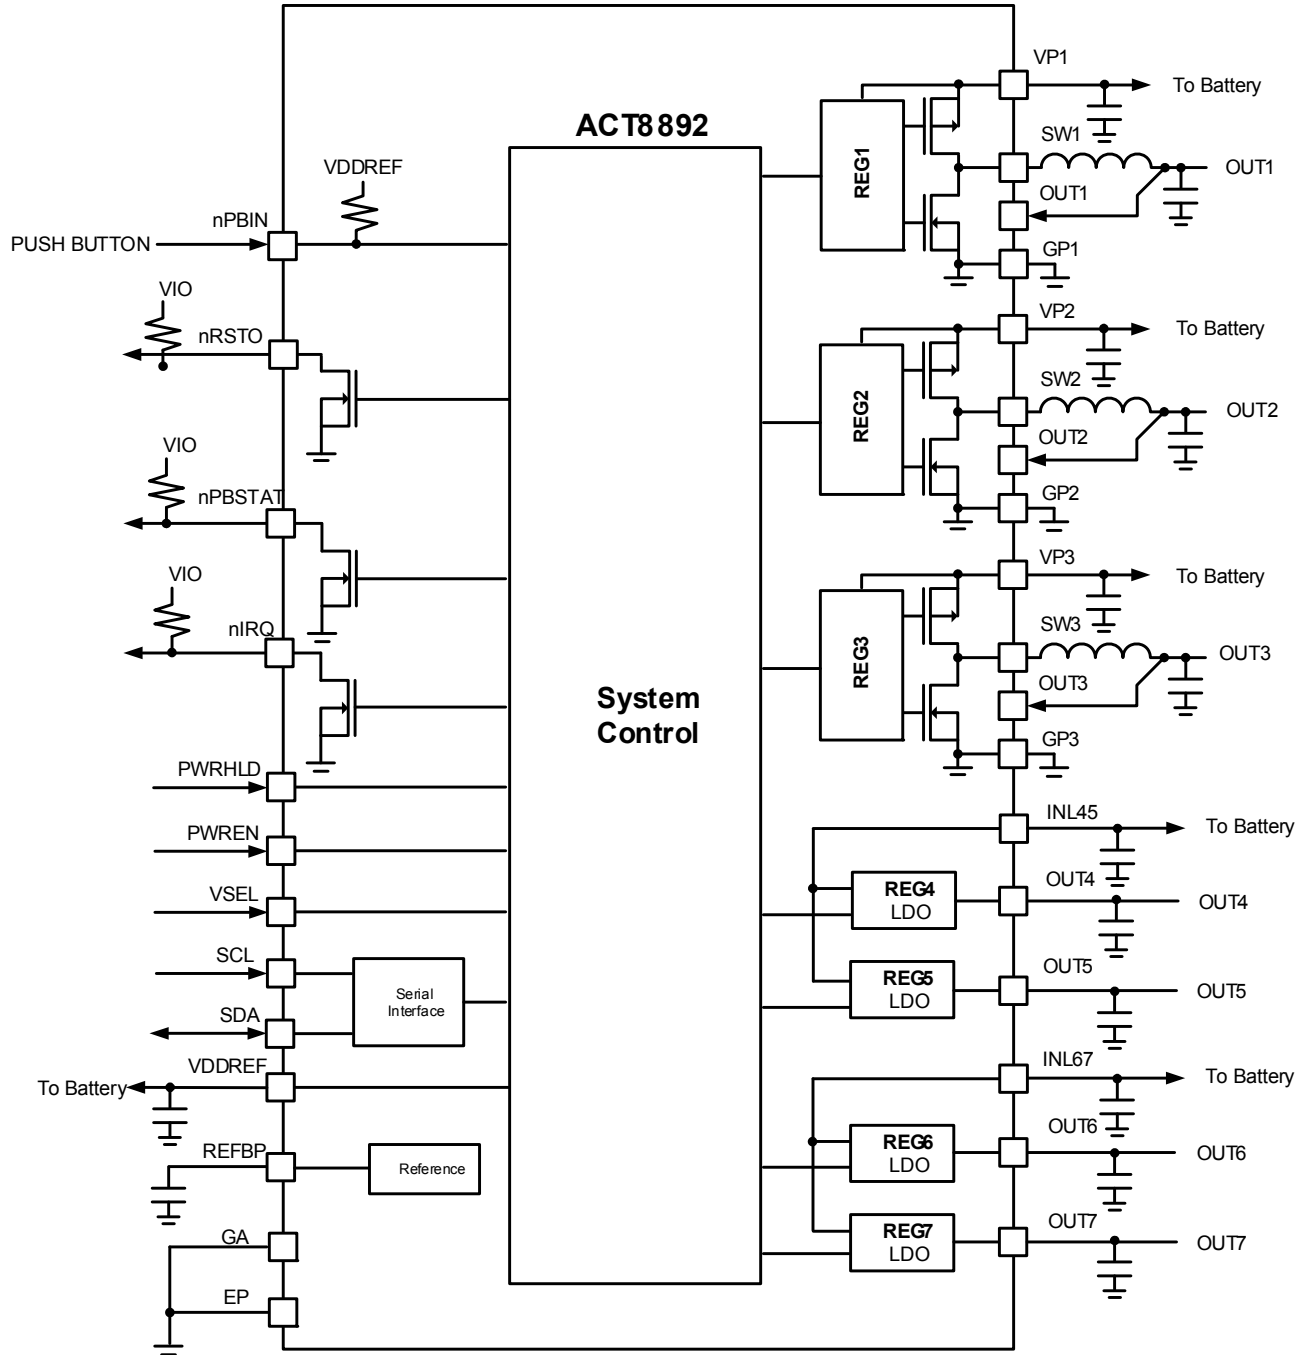 ACT8892
VDDREF
nPBIN
PUSH BUTTON
VIO
nRSTO
VIO
nPBSTAT
VIO
nIRQ
PWRHLD
PWREN
VSEL
SCL
SDA
Serial
Interface
VDDREF
To Battery
REFBP
Reference
GA
EP
System
Control
VP1
To Battery
REG1
SW1
OUT1
OUT1
GP1
VP2
To Battery
REG2
SW2
OUT2
OUT2
GP2
VP3
To Battery
REG3
SW3
OUT3
OUT3
GP3
INL45
To Battery
REG4
LDO
OUT4
OUT4
REG5
LDO
OUT5
OUT5
INL67
To Battery
REG6
LDO
OUT6
OUT6
REG7
LDO
OUT7
OUT7